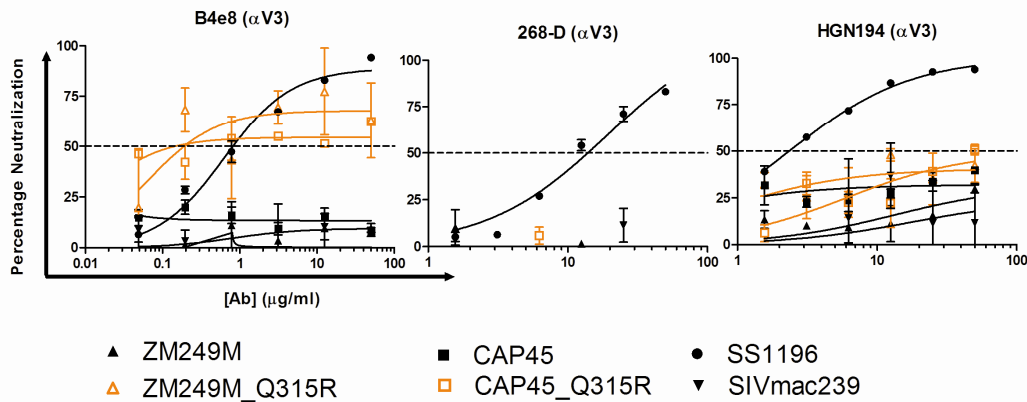 B4e8 (αV3)
268-D (αV3)
HGN194 (αV3)
Percentage Neutralization
100
75
50
25
0
0.01
0.1
1
10
100
100
75
50
25
0
1
10
100
100
75
50
25
0
1
10
100
[Ab] (μg/ml)
ZM249M
CAP45
SS1196
ZM249M_Q315R
CAP45_Q315R
SIVmac239